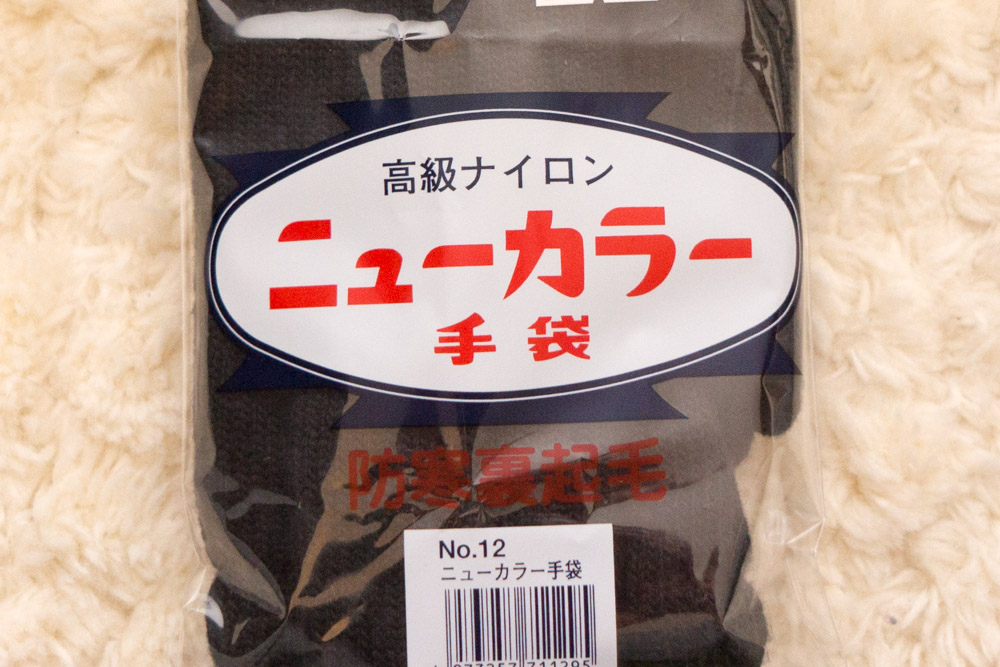 高級ナイロン
ニューカラー
手袋
防寒裏起毛
No.12
ニューカラー手袋